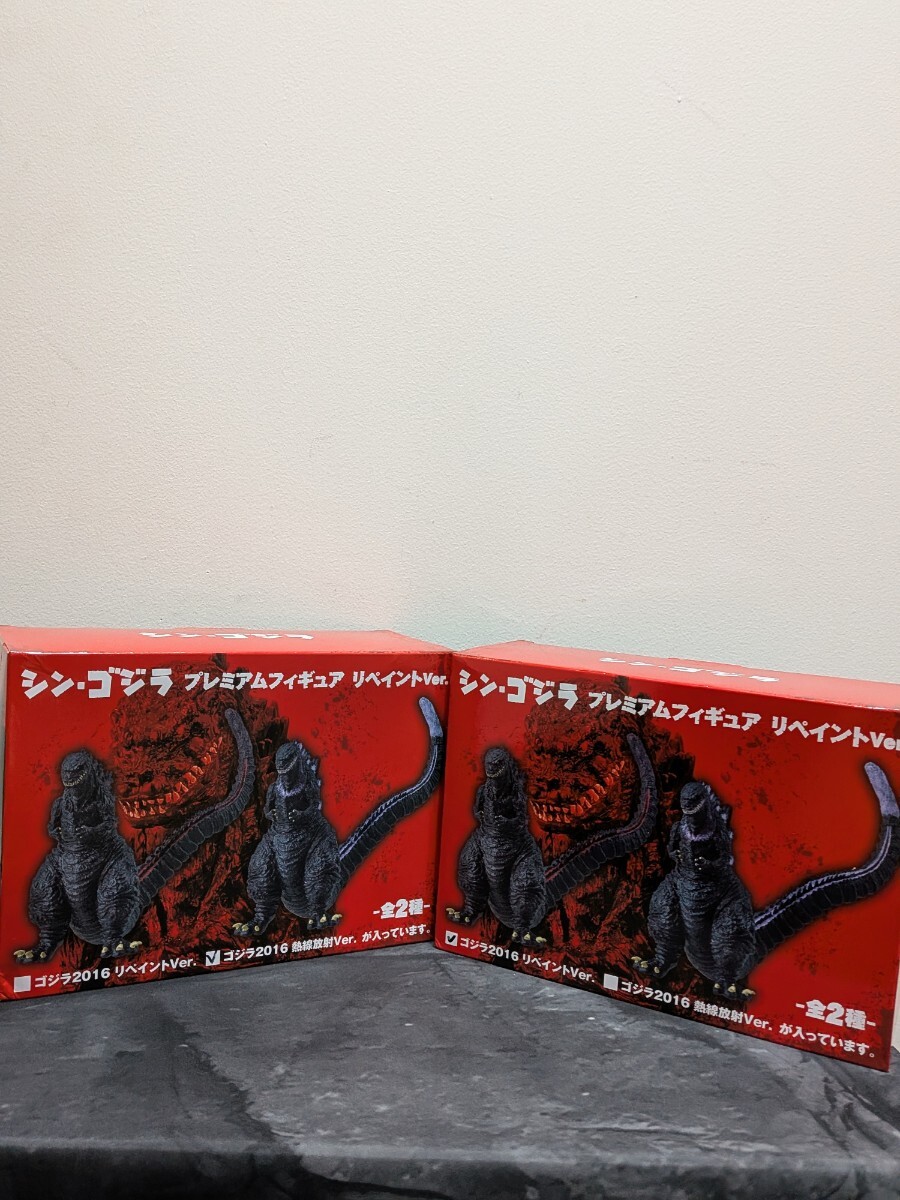 シン・ゴジラ
シン・ゴジラ プレミアムフィギュア リペイントVer.
-全2種-
ゴジラ2016 リペイントVer. ゴジラ2016 熱線放射Ver. が入っています。
シン・ゴジラ プレミアムフィギュア リペイントVer
-全2種-
ゴジラ2016 リペイントVer. ゴジラ2016 熱線放射Ver. が入っています。